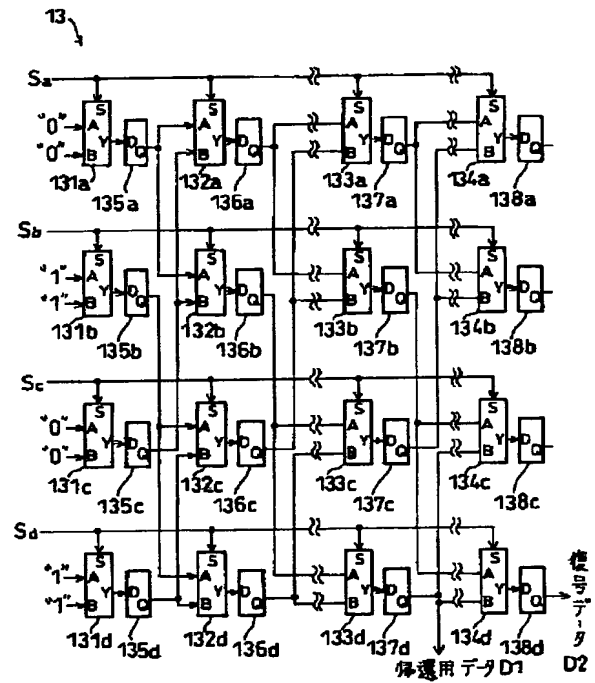 13
Sa
"0" A S Y D Q A S Y D Q A S Y D Q A S Y D Q
"0" B B B B
131a 135a 132a 136a 133a 137a 134a 138a
Sb
"1" A S Y D Q A S Y D Q A S Y D Q A S Y D Q
"1" B B B B
131b 135b 132b 136b 133b 137b 134b 138b
Sc
"0" A S Y D Q A S Y D Q A S Y D Q A S Y D Q
"0" B B B B
131c 135c 132c 136c 133c 137c 134c 138c
Sd
"1" A S Y D Q A S Y D Q A S Y D Q A S Y D Q
"1" B B B B
131d 135d 132d 136d 133d 137d 134d 138d
復号データ D2
帰還用データD1